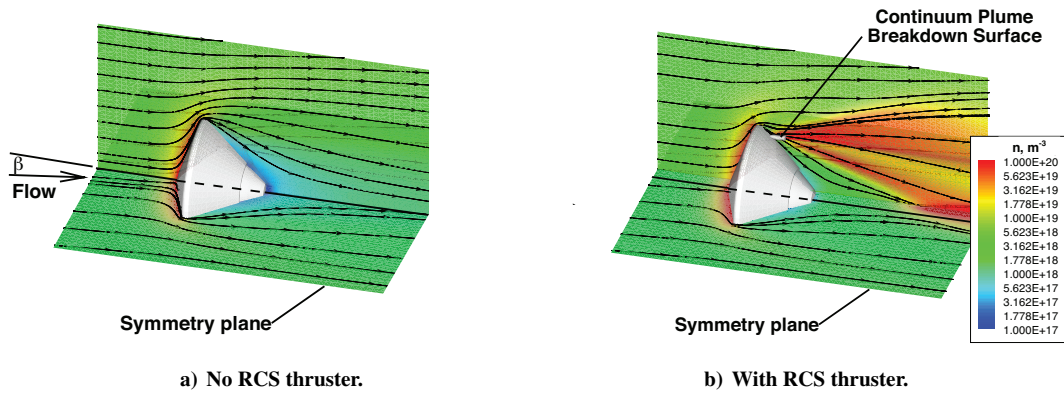 β
Flow
Symmetry plane
a) No RCS thruster.
Continuum Plume
Breakdown Surface
n, m⁻³
1.000E+20
5.623E+19
3.162E+19
1.778E+19
1.000E+19
5.623E+18
3.162E+18
1.778E+18
1.000E+18
5.623E+17
3.162E+17
1.778E+17
1.000E+17
Symmetry plane
b) With RCS thruster.